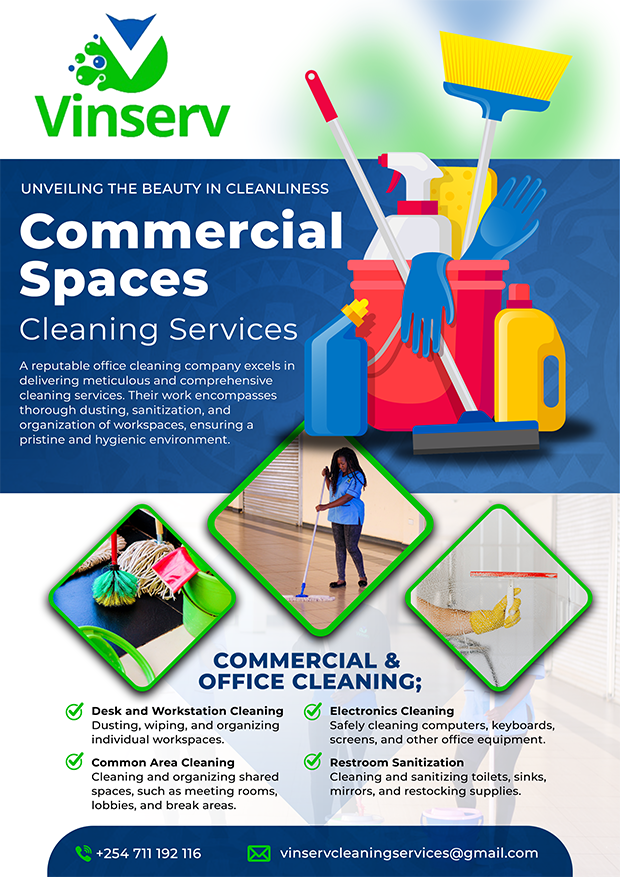 Vinserv
UNVEILING THE BEAUTY IN CLEANLINESS
Commercial
Spaces
Cleaning Services
A reputable office cleaning company excels in
delivering meticulous and comprehensive
cleaning services. Their work encompasses
thorough dusting, sanitization, and
organization of workspaces, ensuring a
pristine and hygienic environment.
COMMERCIAL &
OFFICE CLEANING;
Desk and Workstation Cleaning
Dusting, wiping, and organizing
individual workspaces.
Common Area Cleaning
Cleaning and organizing shared
spaces, such as meeting rooms,
lobbies, and break areas.
Electronics Cleaning
Safely cleaning computers, keyboards,
screens, and other office equipment.
Restroom Sanitization
Cleaning and sanitizing toilets, sinks,
mirrors, and restocking supplies.
+254 711 192 116
vinservcleaningservices@gmail.com